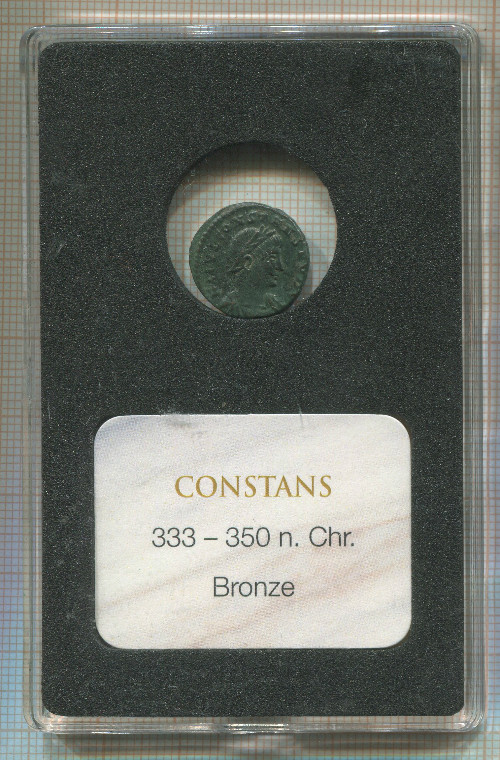 CONSTANS
333 – 350 n. Chr.
Bronze